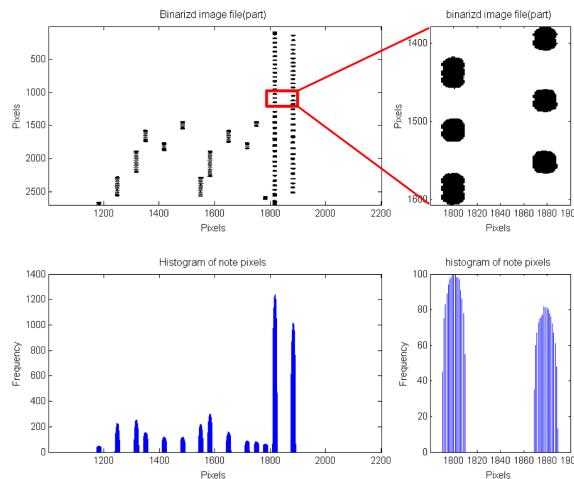 Binarizd image file(part)
Pixels
500
1000
1500
2000
2500
1200 1400 1600 1800 2000 2200
Pixels
binarizd image file(part)
Pixels
1400
1500
1600
1800 1820 1840 1860 1880 1900
Pixels
Histogram of note pixels
Frequency
1400
1200
1000
800
600
400
200
0
1200 1400 1600 1800 2000 2200
Pixels
histogram of note pixels
Frequency
100
80
60
40
20
0
1800 1820 1840 1860 1880 1900
Pixels